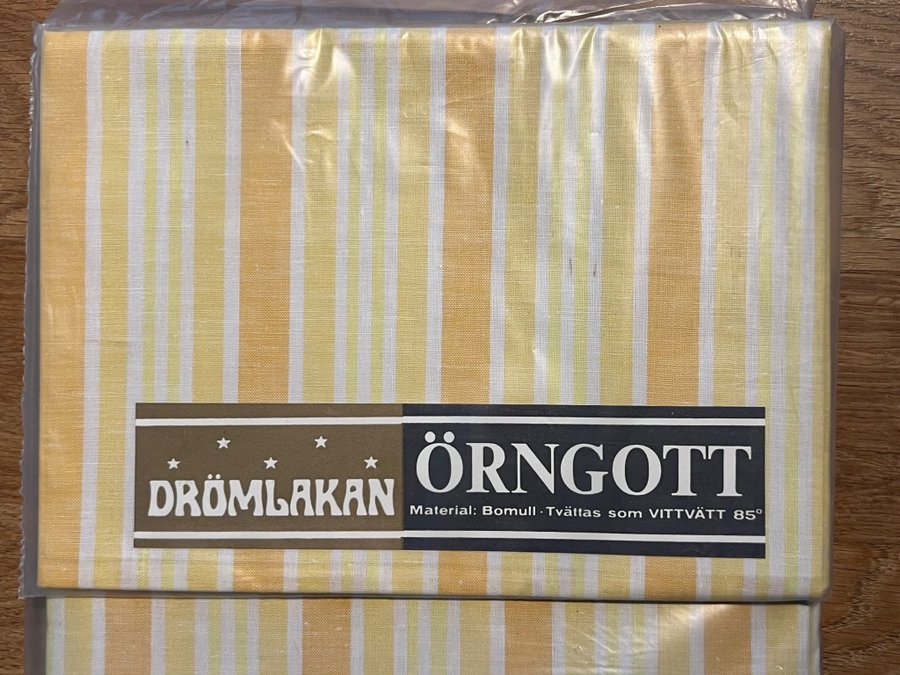 DRÖMLAKAN
ÖRNGOTT
Material: Bomull · Tvättas som VITTVÄTT 85°